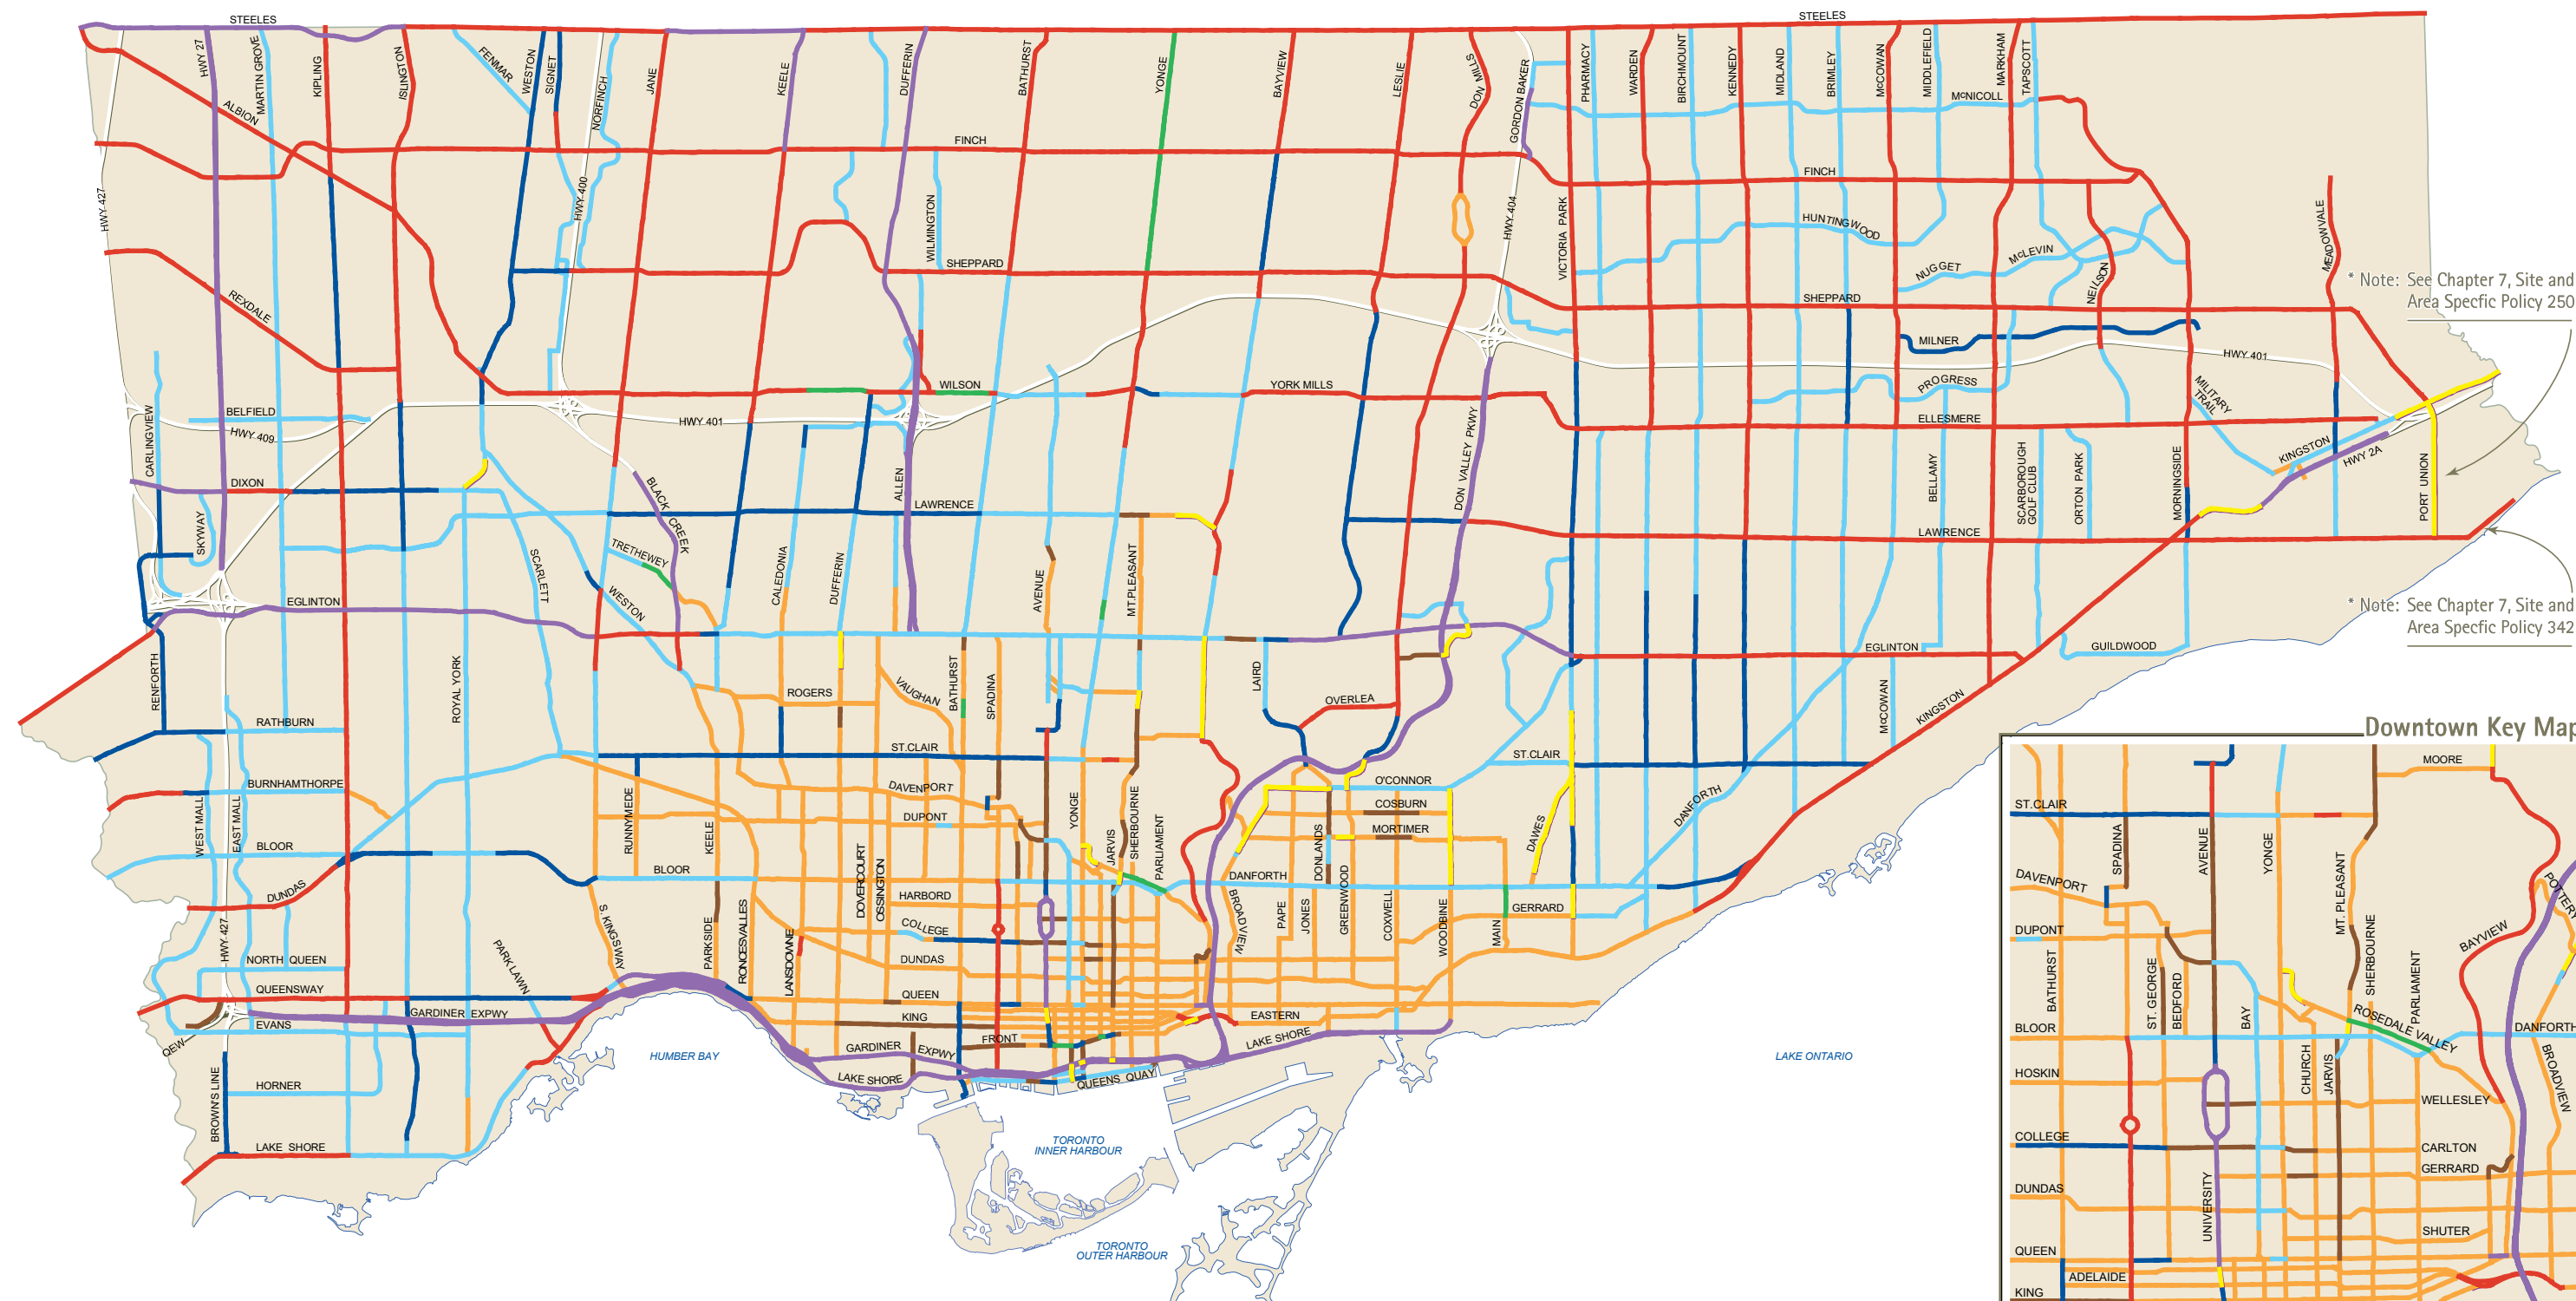 STEELES
STEELES
HWY 27
MARTIN GROVE
KIPLING
ISLINGTON
FENMAR
WESTON
SIGNET
NORFINCH
JANE
KEELE
DUFFERIN
BATHURST
YONGE
BAYVIEW
LESLIE
DON MILLS
GORDON BAKER
PHARMACY
WARDEN
BIRCHMOUNT
KENNEDY
MIDLAND
BRIMLEY
McCOWAN
MIDDLEFIELD
MARKHAM
TAPSCOTT
McNICOLL
ALBION
FINCH
FINCH
HWY 427
HWY 400
WILMINGTON
HWY 404
VICTORIA PARK
HUNTINGWOOD
NUGGET
McLEVIN
NEILSON
MEADOWVALE
SHEPPARD
SHEPPARD
* Note: See Chapter 7, Site and
Area Specfic Policy 250
REXDALE
MILNER
HWY 401
WILSON
YORK MILLS
PROGRESS
MILITARY
TRAIL
BELFIELD
HWY 409
HWY 401
ELLESMERE
CARLINGVIEW
KINGSTON
HWY 2A
DIXON
BLACK CREEK
ALLEN
DON VALLEY PKWY
BELLAMY
SCARBOROUGH
GOLF CLUB
ORTON PARK
MORNINGSIDE
PORT UNION
SKYWAY
LAWRENCE
LAWRENCE
SCARLETT
TRETHEWEY
CALEDONIA
DUFFERIN
AVENUE
MT.PLEASANT
WESTON
EGLINTON
* Note: See Chapter 7, Site and
Area Specfic Policy 342
EGLINTON
GUILDWOOD
RENFORTH
ROYAL YORK
ROGERS
VAUGHAN
BATHURST
SPADINA
LAIRD
OVERLEA
McCOWAN
KINGSTON
RATHBURN
ST.CLAIR
ST.CLAIR
Downtown Key Map
BURNHAMTHORPE
DAVENPORT
O'CONNOR
DANFORTH
WEST MALL
EAST MALL
RUNNYMEDE
KEELE
DUPONT
YONGE
JARVIS
SHERBOURNE
PARLIAMENT
COSBURN
MORTIMER
DONLANDS
DAWES
BLOOR
BLOOR
DANFORTH
DUNDAS
DOVERCOURT
OSSINGTON
HARBORD
COLLEGE
BROADVIEW
PAPE
JONES
GREENWOOD
COXWELL
WOODBINE
MAIN
GERRARD
HWY 427
PARK LAWN
S. KINGSWAY
PARKSIDE
RONCESVALLES
LANSDOWNE
DUNDAS
NORTH QUEEN
QUEENSWAY
QUEEN
GARDINER EXPWY
KING
EASTERN
EVANS
QEW
FRONT
GARDINER EXPWY
LAKE SHORE
LAKE SHORE
QUEENS QUAY
HUMBER BAY
LAKE ONTARIO
HORNER
BROWN'S LINE
LAKE SHORE
TORONTO
INNER HARBOUR
TORONTO
OUTER HARBOUR
MOORE
ST.CLAIR
SPADINA
AVENUE
YONGE
MT. PLEASANT
DAVENPORT
DUPONT
BATHURST
ST. GEORGE
BEDFORD
BAY
SHERBOURNE
PARLIAMENT
BAYVIEW
POTTERY
ROSEDALE VALLEY
BLOOR
DANFORTH
HOSKIN
CHURCH
JARVIS
BROADVIEW
WELLESLEY
COLLEGE
CARLTON
GERRARD
DUNDAS
UNIVERSITY
SHUTER
QUEEN
ADELAIDE
KING